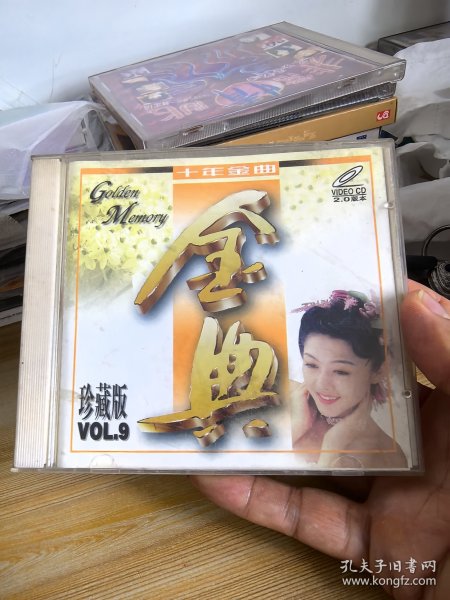 十年金曲
Golden
Memory
VIDEO CD
2.0版本
金典
珍藏版
VOL.9
孔夫子旧书网
www.kongfz.com